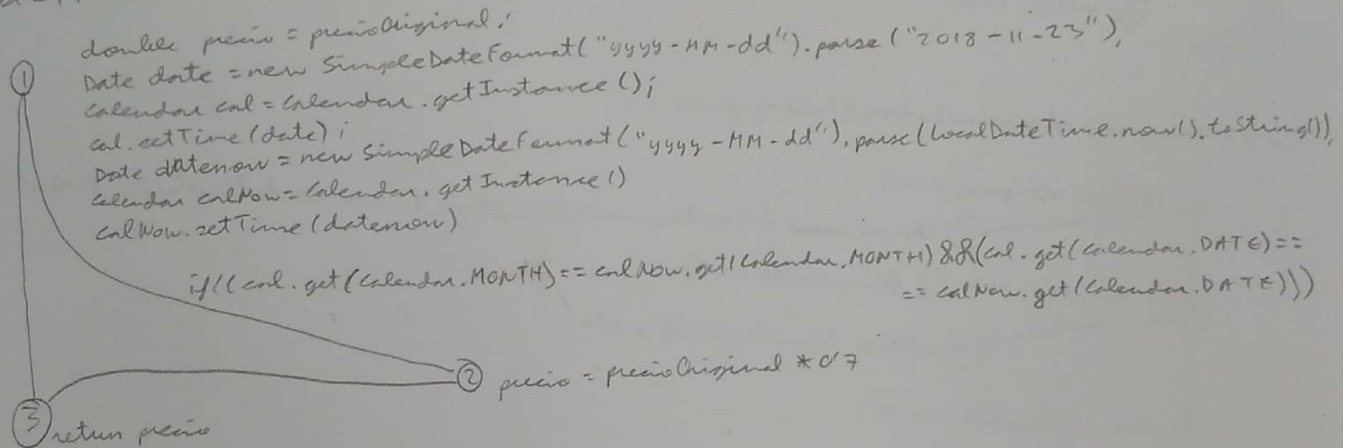 ①
double precio = precioOriginal;
Date date = new SimpleDateFormat("yyyy-MM-dd").parse("2018-11-23"),
Calendar cal = Calendar.getInstance();
cal.setTime(date);
Date datenow = new SimpleDateFormat("yyyy-MM-dd").parse(LocalDateTime.now().toString()),
Calendar calNow = Calendar.getInstance()
calNow.setTime(datenow)
if((cal.get(Calendar.MONTH) == calNow.get(Calendar.MONTH) &&(cal.get(Calendar.DATE)==
== calNow.get(Calendar.DATE)))
② precio = precioOriginal * 0'7
③ return precio